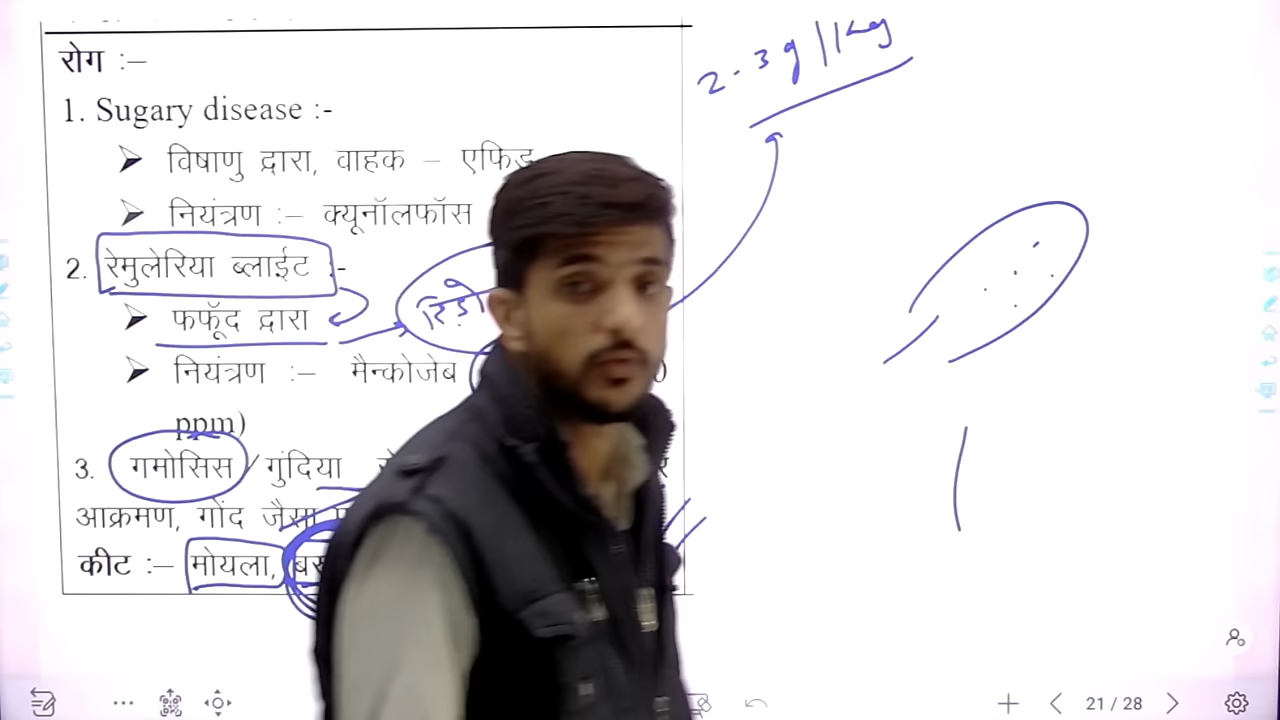 रोग :–
1. Sugary disease :-
➤ विषाणु द्वारा, वाहक – एफिड
➤ नियंत्रण :– क्यूनॉलफॉस
2. रेमुलेरिया ब्लाईट :-
➤ फफूँद द्वारा
➤ नियंत्रण :– मैन्कोजेब
ppm)
3. गमोसिस / गुंदिया
आक्रमण, गोंद जैसा
कीट :– मोयला,
2-3 g/kg
21 / 28